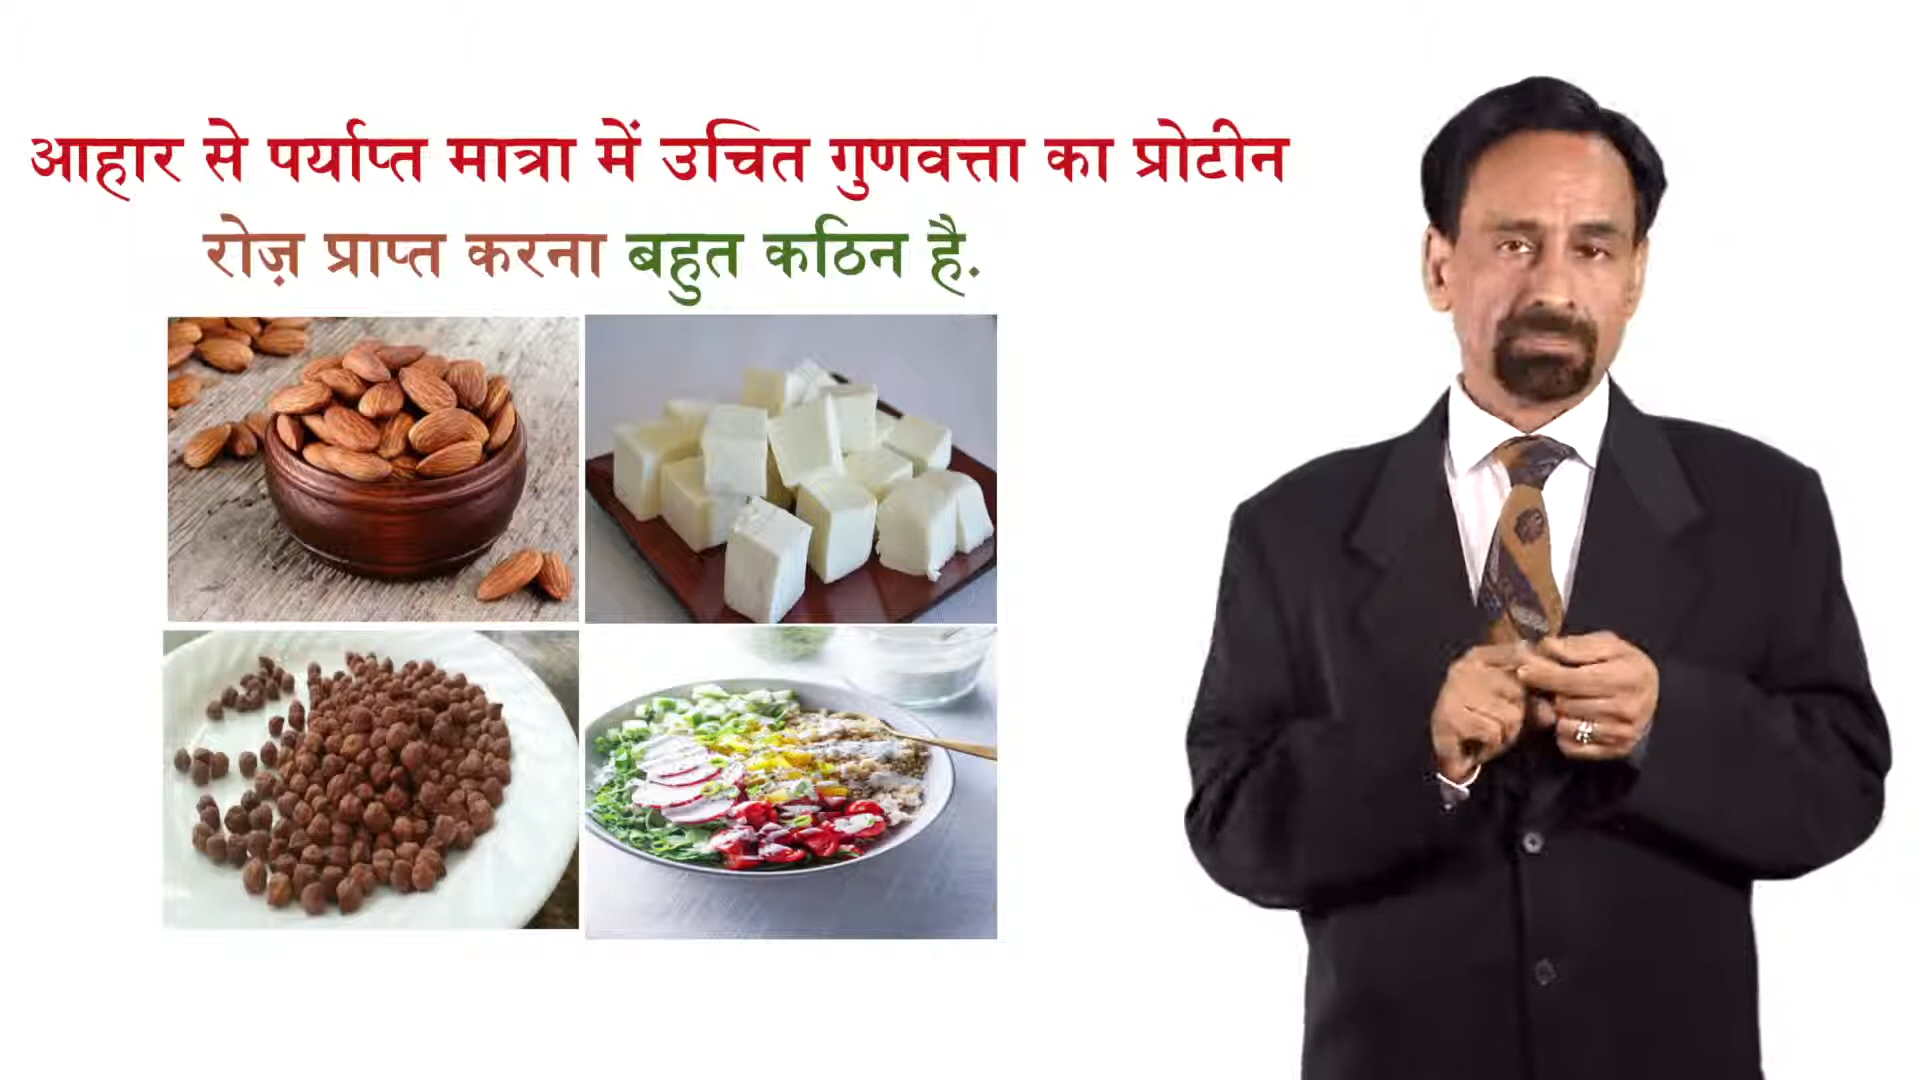 आहार से पर्याप्त मात्रा में उचित गुणवत्ता का प्रोटीन
रोज़ प्राप्त करना बहुत कठिन है.